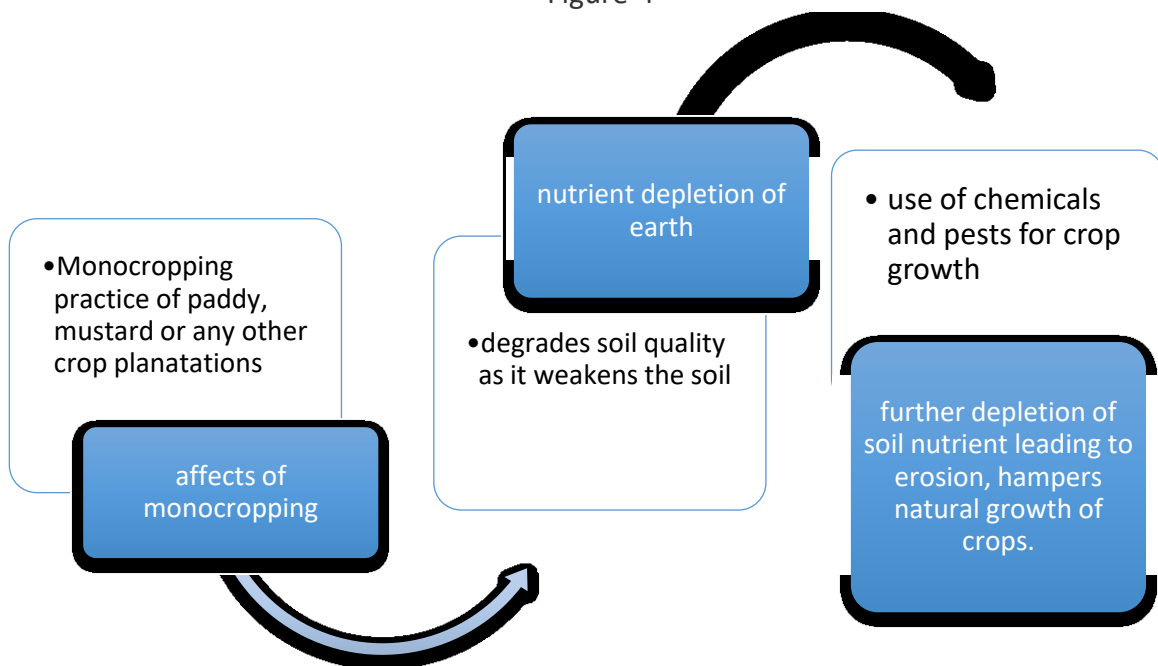 Figure 4
•Monocropping
practice of paddy,
mustard or any other
crop planatations
affects of
monocropping
nutrient depletion of
earth
•degrades soil quality
as it weakens the soil
• use of chemicals
and pests for crop
growth
further depletion of
soil nutrient leading to
erosion, hampers
natural growth of
crops.